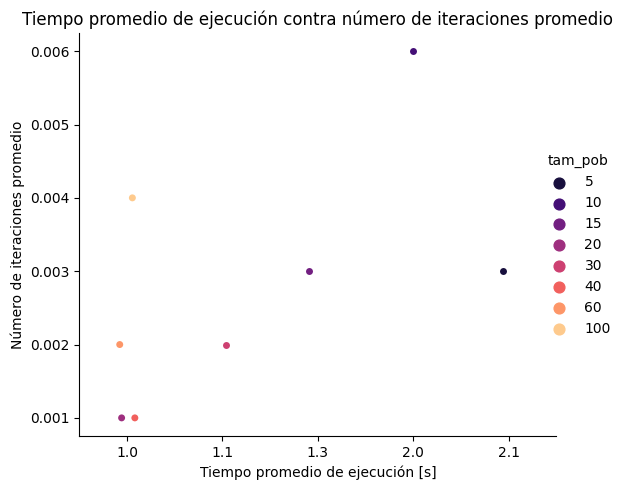 Tiempo promedio de ejecución contra número de iteraciones promedio
0.006
0.005
0.004
0.003
0.002
0.001
Número de iteraciones promedio
1.0 1.1 1.3 2.0 2.1
Tiempo promedio de ejecución [s]
tam_pob
5
10
15
20
30
40
60
100